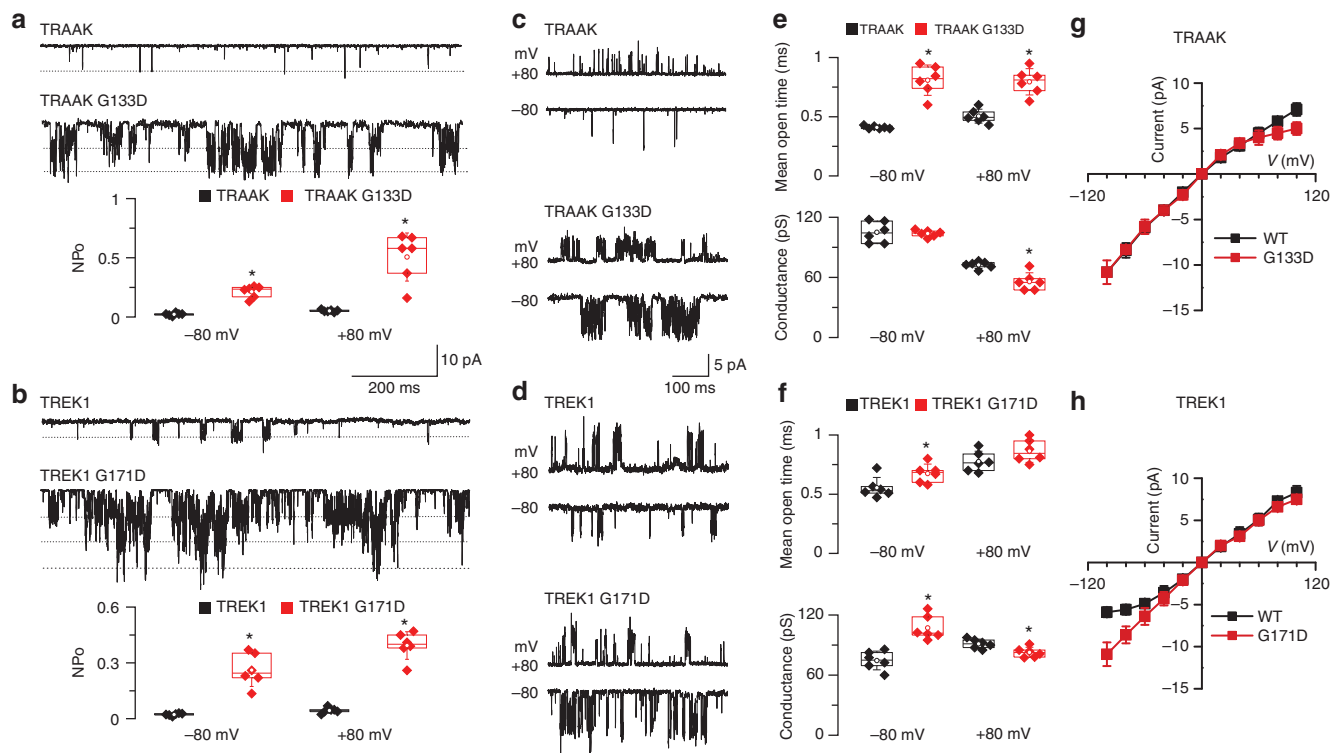 a
TRAAK
TRAAK G133D
TRAAK TRAAK G133D
NPo
1
0.5
0
*
*
−80 mV +80 mV
10 pA
200 ms
b
TREK1
TREK1 G171D
TREK1 TREK1 G171D
NPo
0.6
0.3
0
*
*
−80 mV +80 mV
c
TRAAK
mV
+80
−80
TRAAK G133D
mV
+80
−80
5 pA
100 ms
d
TREK1
mV
+80
−80
TREK1 G171D
mV
+80
−80
e
TRAAK TRAAK G133D
Mean open time (ms)
1
0.5
0
*
*
−80 mV +80 mV
Conductance (pS)
120
60
0
*
−80 mV +80 mV
f
TREK1 TREK1 G171D
Mean open time (ms)
1
0.5
0
*
−80 mV +80 mV
Conductance (pS)
120
60
0
*
*
−80 mV +80 mV
g
TRAAK
Current (pA)
10
5
V (mV)
−120 120
−5
−10
−15
WT
G133D
h
TREK1
Current (pA)
10
5
V (mV)
−120 120
−5
−10
−15
WT
G171D